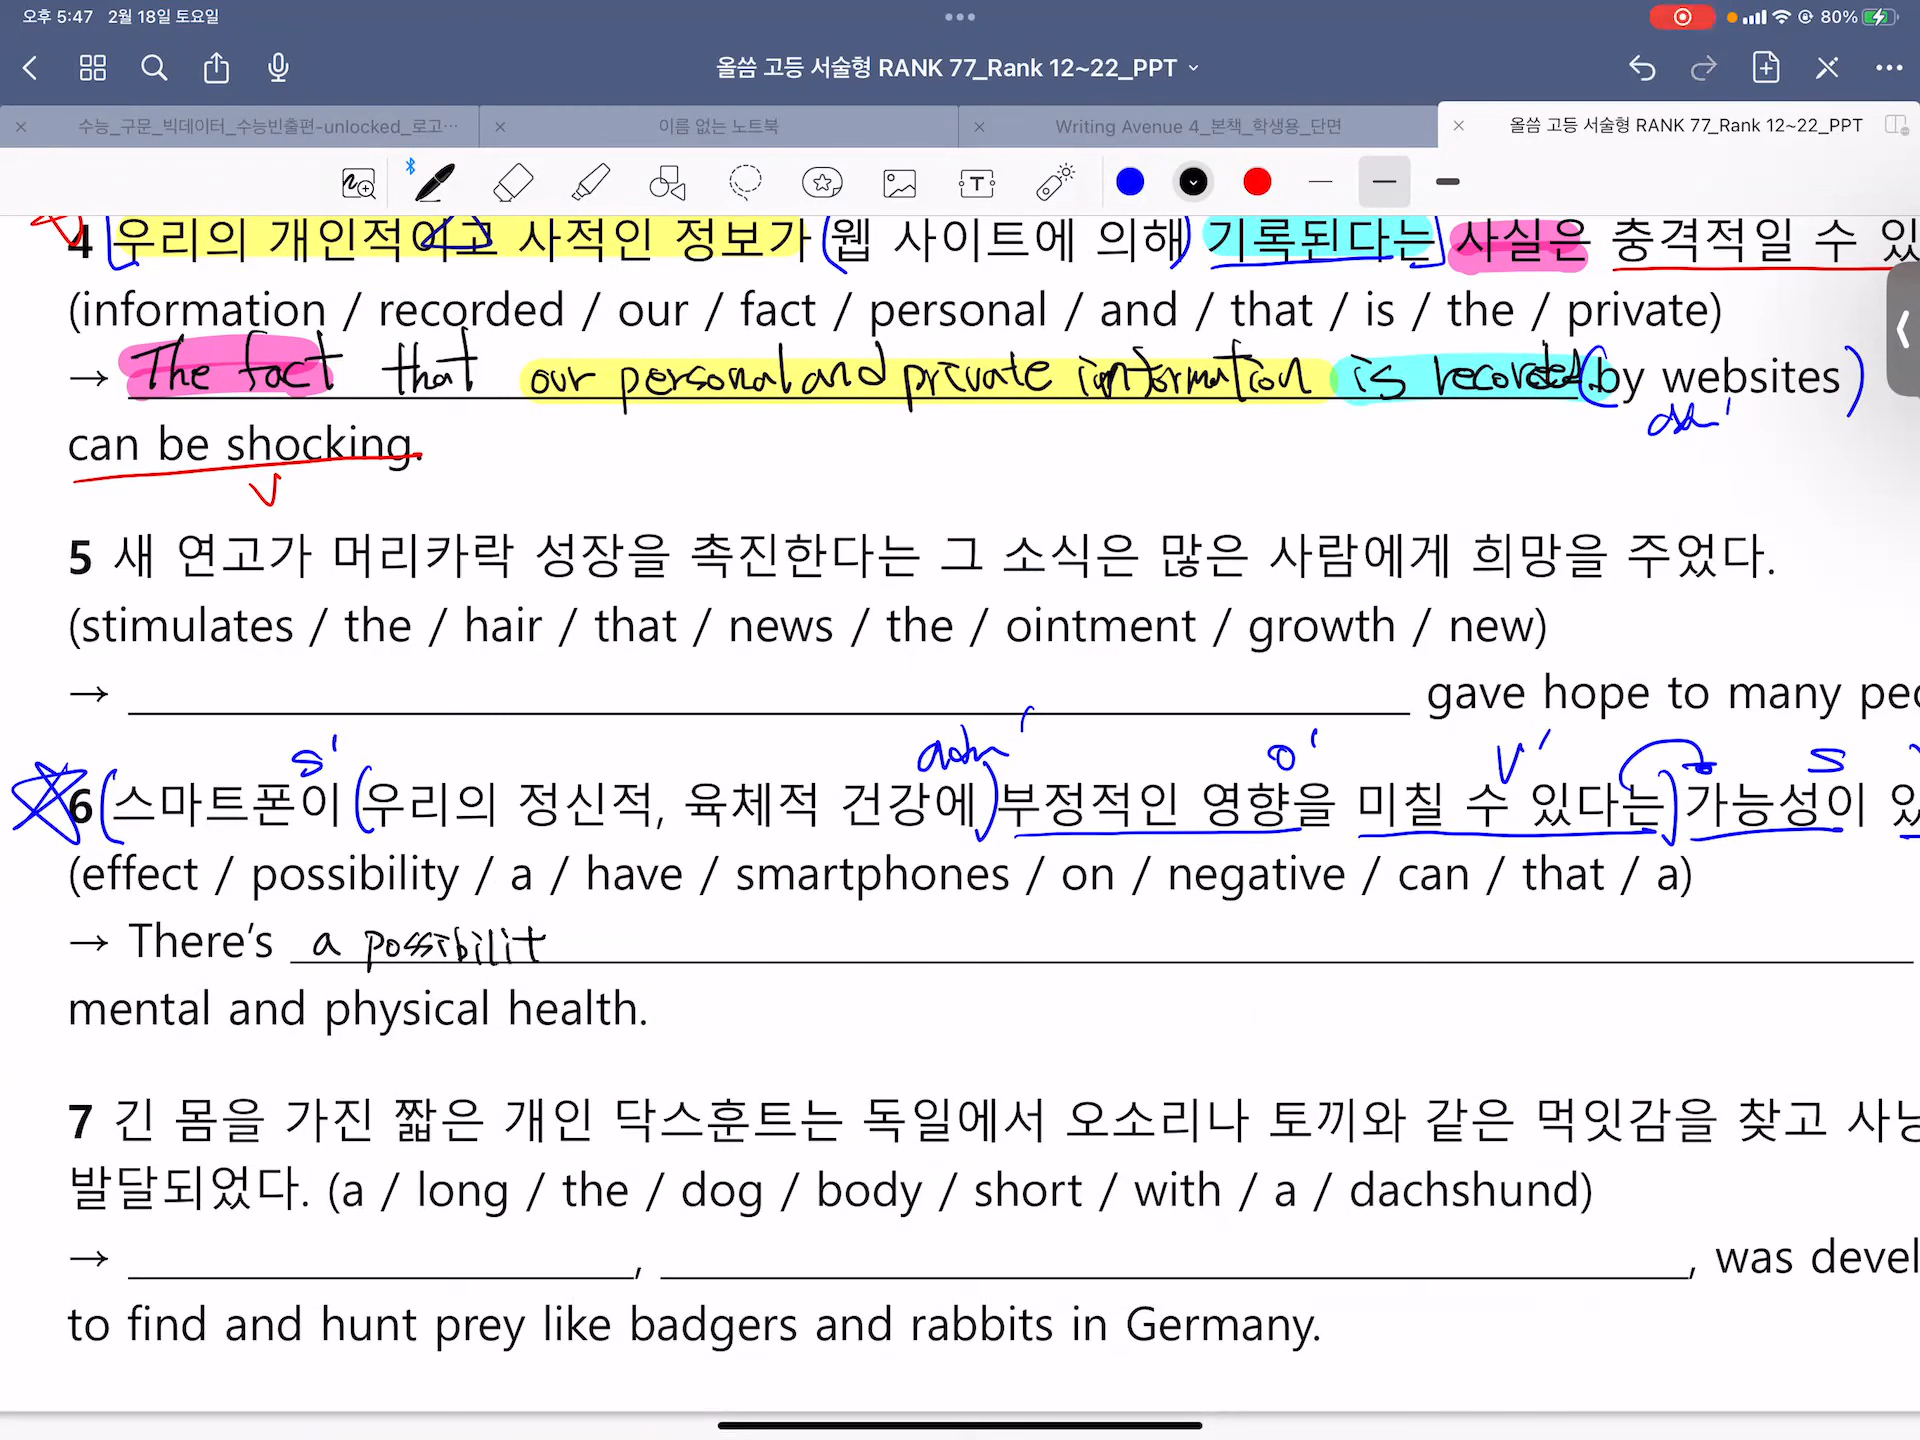 오후 5:47 2월 18일 토요일
80%
올씀 고등 서술형 RANK 77_Rank 12~22_PPT
수능_구문_빅데이터_수능빈출편-unlocked_로고…
이름 없는 노트북
Writing Avenue 4_본책_학생용_단면
올씀 고등 서술형 RANK 77_Rank 12~22_PPT
4 우리의 개인적이고 사적인 정보가 (웹 사이트에 의해) 기록된다는 사실은 충격적일 수 있
(information / recorded / our / fact / personal / and / that / is / the / private)
→ The fact that our personal and private information is recorded (by websites)
can be shocking.
V
5 새 연고가 머리카락 성장을 촉진한다는 그 소식은 많은 사람에게 희망을 주었다.
(stimulates / the / hair / that / news / the / ointment / growth / new)
→ gave hope to many peo
S' O' V' S
6 (스마트폰이 (우리의 정신적, 육체적 건강에) 부정적인 영향을 미칠 수 있다는) 가능성이 있
(effect / possibility / a / have / smartphones / on / negative / can / that / a)
→ There's a possibilit
mental and physical health.
7 긴 몸을 가진 짧은 개인 닥스훈트는 독일에서 오소리나 토끼와 같은 먹잇감을 찾고 사냥
발달되었다. (a / long / the / dog / body / short / with / a / dachshund)
→ , , was devel
to find and hunt prey like badgers and rabbits in Germany.